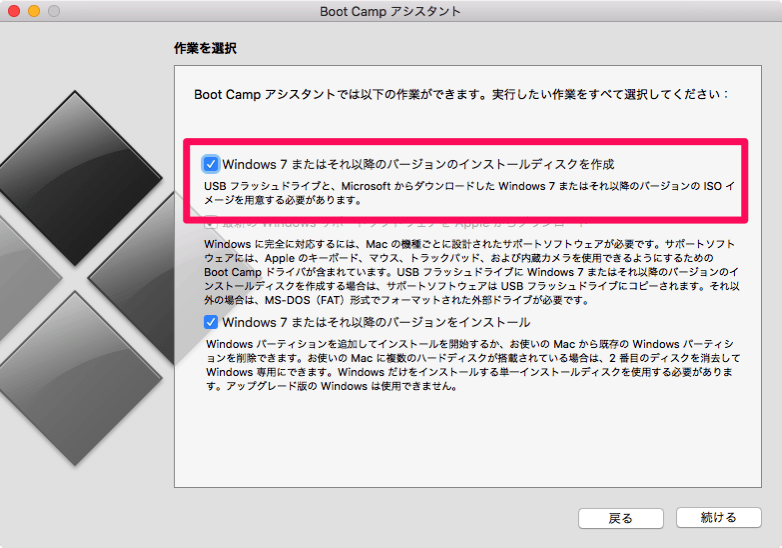 Boot Camp アシスタント
作業を選択
Boot Camp アシスタントでは以下の作業ができます。実行したい作業をすべて選択してください：
Windows 7 またはそれ以降のバージョンのインストールディスクを作成
USB フラッシュドライブと、Microsoft からダウンロードした Windows 7 またはそれ以降のバージョンの ISO イ
メージを用意する必要があります。
最新の Windows サポートソフトウェアを Apple からダウンロード
Windows に完全に対応するには、Mac の機種ごとに設計されたサポートソフトウェアが必要です。サポートソフト
ウェアには、Apple のキーボード、マウス、トラックパッド、および内蔵カメラを使用できるようにするための
Boot Camp ドライバが含まれています。USB フラッシュドライブに Windows 7 またはそれ以降のバージョンのイ
ンストールディスクを作成する場合は、サポートソフトウェアは USB フラッシュドライブにコピーされます。それ以
外の場合は、MS-DOS（FAT）形式でフォーマットされた外部ドライブが必要です。
Windows 7 またはそれ以降のバージョンをインストール
Windows パーティションを追加してインストールを開始するか、お使いの Mac から既存の Windows パーティシ
ョンを削除できます。お使いの Mac に複数のハードディスクが搭載されている場合は、2 番目のディスクを消去して
Windows 専用にできます。Windows だけをインストールする単一インストールディスクを使用する必要がありま
す。アップグレード版の Windows は使用できません。
戻る
続ける